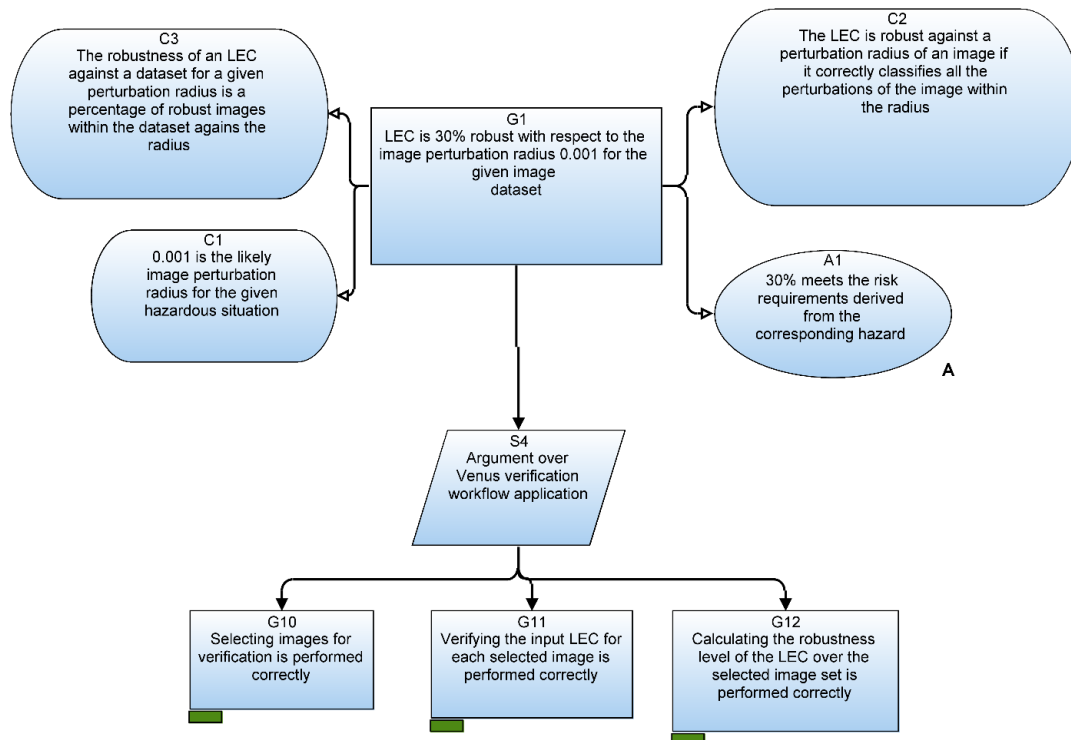 C3
The robustness of an LEC
against a dataset for a given
perturbation radius is a
percentage of robust images
within the dataset agains the
radius
C2
The LEC is robust against a
perturbation radius of an image if
it correctly classifies all the
perturbations of the image within
the radius
G1
LEC is 30% robust with respect to the
image perturbation radius 0.001 for the
given image
dataset
C1
0.001 is the likely
image perturbation
radius for the given
hazardous situation
A1
30% meets the risk
requirements derived
from the
corresponding hazard
A
S4
Argument over
Venus verification
workflow application
G10
Selecting images for
verification is performed
correctly
G11
Verifying the input LEC for
each selected image is
performed correctly
G12
Calculating the robustness
level of the LEC over the
selected image set is
performed correctly